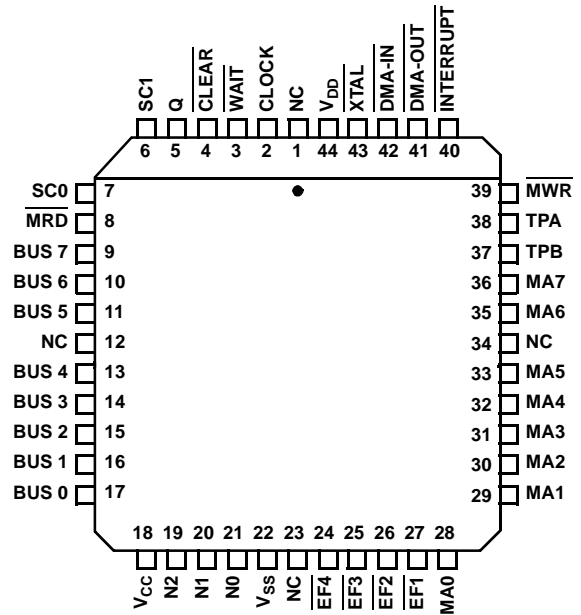 SC1 Q CLEAR WAIT CLOCK NC VDD XTAL DMA-IN DMA-OUT INTERRUPT
6 5 4 3 2 1 44 43 42 41 40
SC0 7 39 MWR
MRD 8 38 TPA
BUS 7 9 37 TPB
BUS 6 10 36 MA7
BUS 5 11 35 MA6
NC 12 34 NC
BUS 4 13 33 MA5
BUS 3 14 32 MA4
BUS 2 15 31 MA3
BUS 1 16 30 MA2
BUS 0 17 29 MA1
18 19 20 21 22 23 24 25 26 27 28
VCC N2 N1 N0 VSS NC EF4 EF3 EF2 EF1 MA0